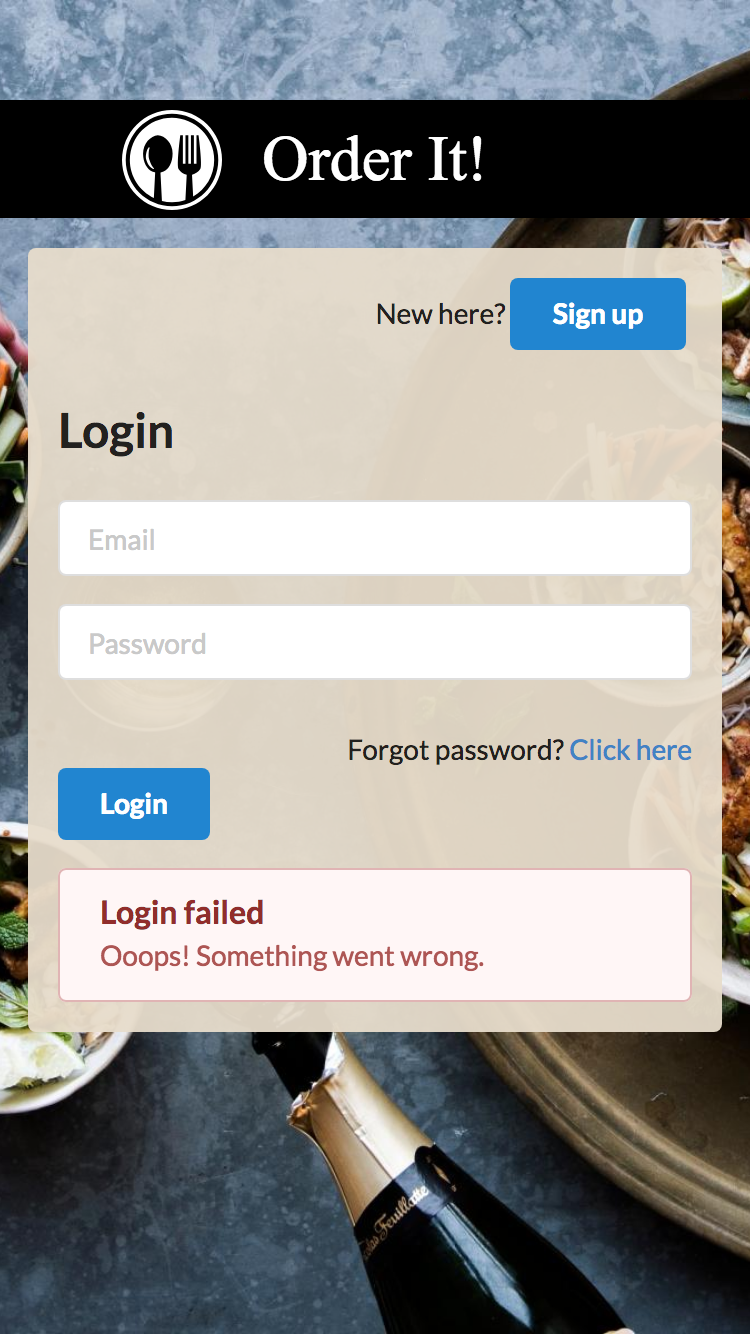 Order It!
New here? Sign up
Login
Email
Password
Forgot password? Click here
Login
Login failed
Ooops! Something went wrong.
Feuillatte